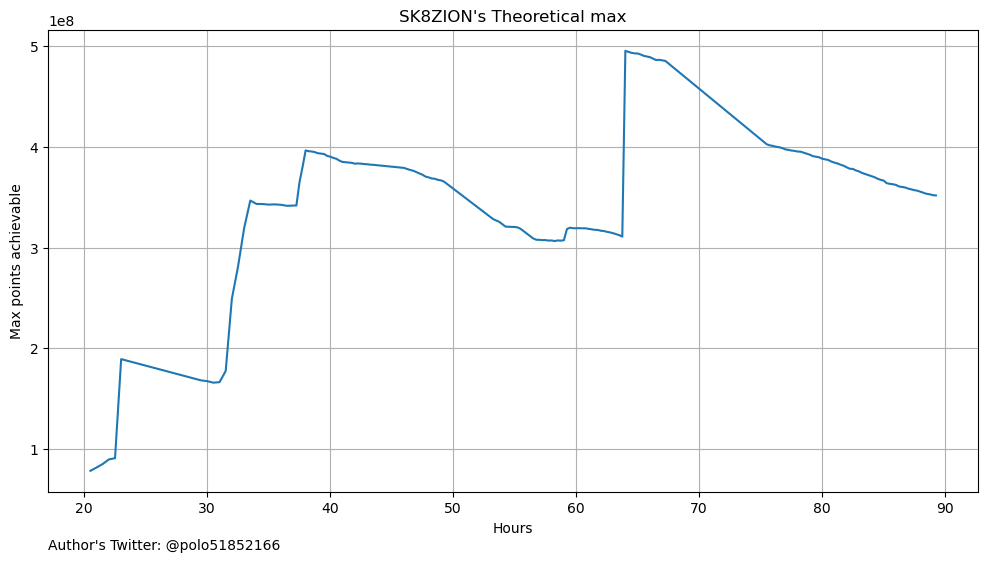 SK8ZION's Theoretical max
1e8
5
4
3
2
1
Max points achievable
20 30 40 50 60 70 80 90
Hours
Author's Twitter: @polo51852166